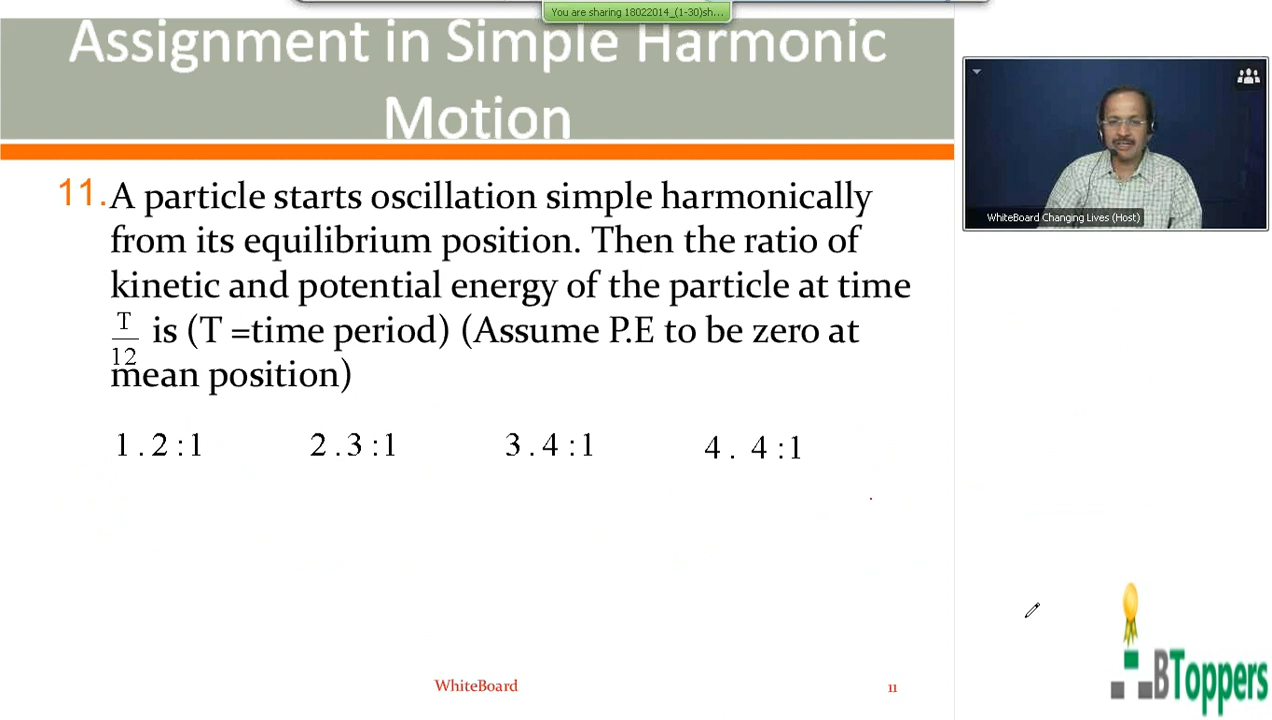 You are sharing 18022014_(1-30)sh...
Assignment in Simple Harmonic
Motion
11. A particle starts oscillation simple harmonically
from its equilibrium position. Then the ratio of
kinetic and potential energy of the particle at time
T/12 is (T =time period) (Assume P.E to be zero at
mean position)
1 . 2 : 1 2 . 3 : 1 3 . 4 : 1 4 . 4 : 1
WhiteBoard Changing Lives (Host)
WhiteBoard
11
BToppers